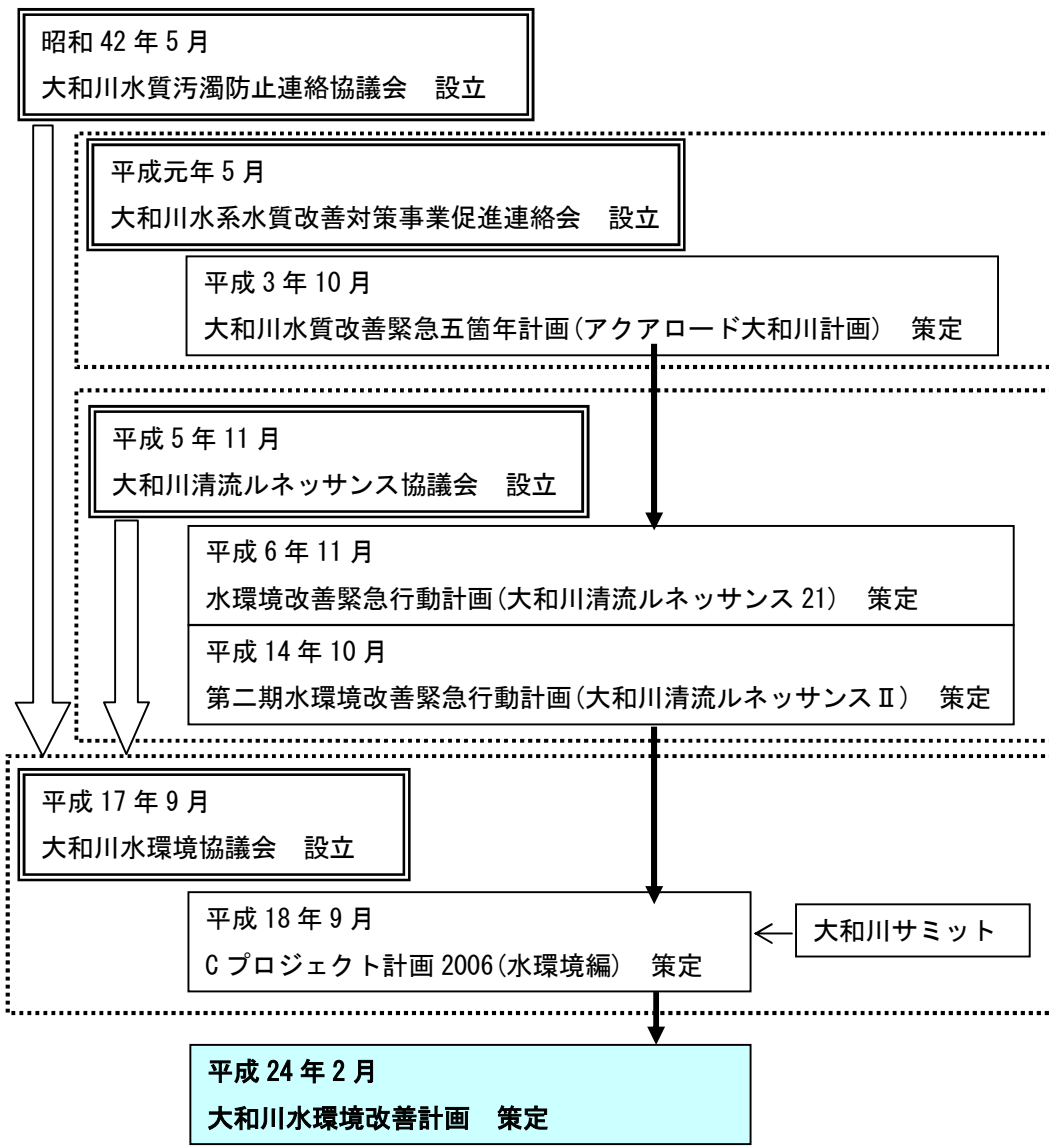 昭和 42 年 5 月
大和川水質汚濁防止連絡協議会　設立
平成元年 5 月
大和川水系水質改善対策事業促進連絡会　設立
平成 3 年 10 月
大和川水質改善緊急五箇年計画(アクアロード大和川計画)　策定
平成 5 年 11 月
大和川清流ルネッサンス協議会　設立
平成 6 年 11 月
水環境改善緊急行動計画(大和川清流ルネッサンス 21)　策定
平成 14 年 10 月
第二期水環境改善緊急行動計画(大和川清流ルネッサンスⅡ)　策定
平成 17 年 9 月
大和川水環境協議会　設立
平成 18 年 9 月
C プロジェクト計画 2006(水環境編)　策定
大和川サミット
平成 24 年 2 月
大和川水環境改善計画　策定